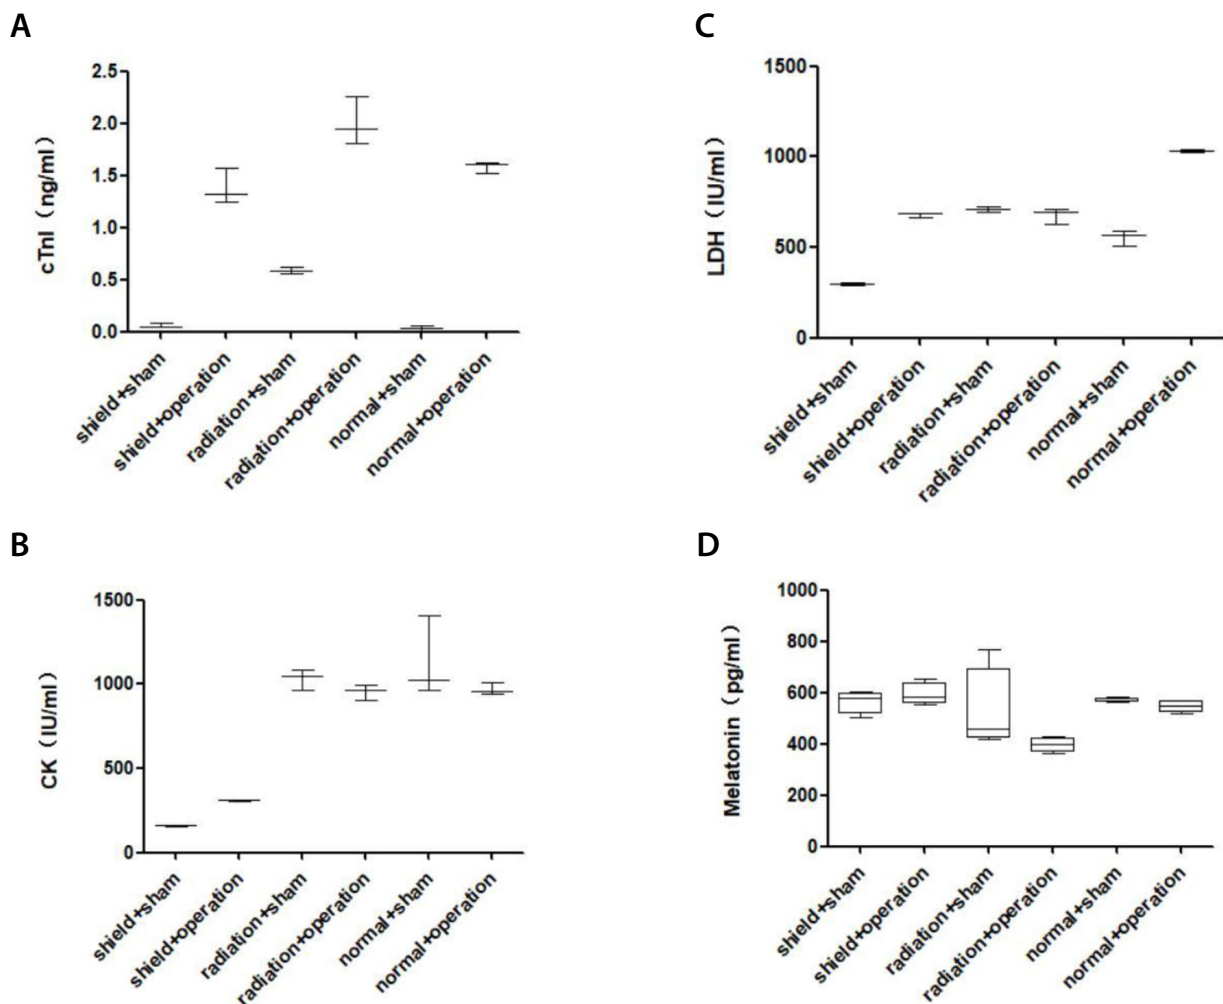 A
cTnI (ng/ml)
2.5
2.0
1.5
1.0
0.5
0.0
shield+sham
shield+operation
radiation+sham
radiation+operation
normal+sham
normal+operation
C
LDH (IU/ml)
1500
1000
500
0
shield+sham
shield+operation
radiation+sham
radiation+operation
normal+sham
normal+operation
B
CK (IU/ml)
1500
1000
500
0
shield+sham
shield+operation
radiation+sham
radiation+operation
normal+sham
normal+operation
D
Melatonin (pg/ml)
1000
800
600
400
200
0
shield+sham
shield+operation
radiation+sham
radiation+operation
normal+sham
normal+operation